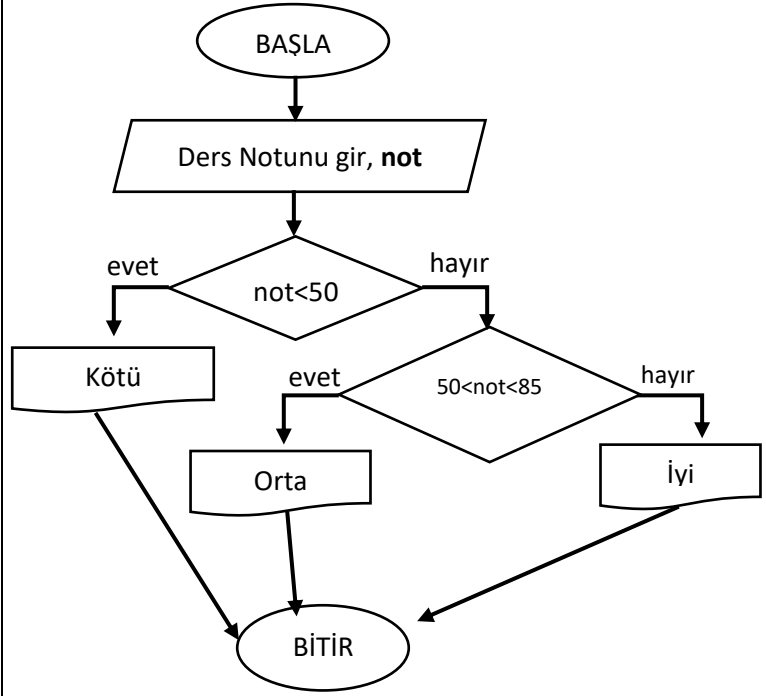 BAŞLA
Ders Notunu gir, not
evet
hayır
not<50
Kötü
evet
50<not<85
hayır
Orta
İyi
BİTİR